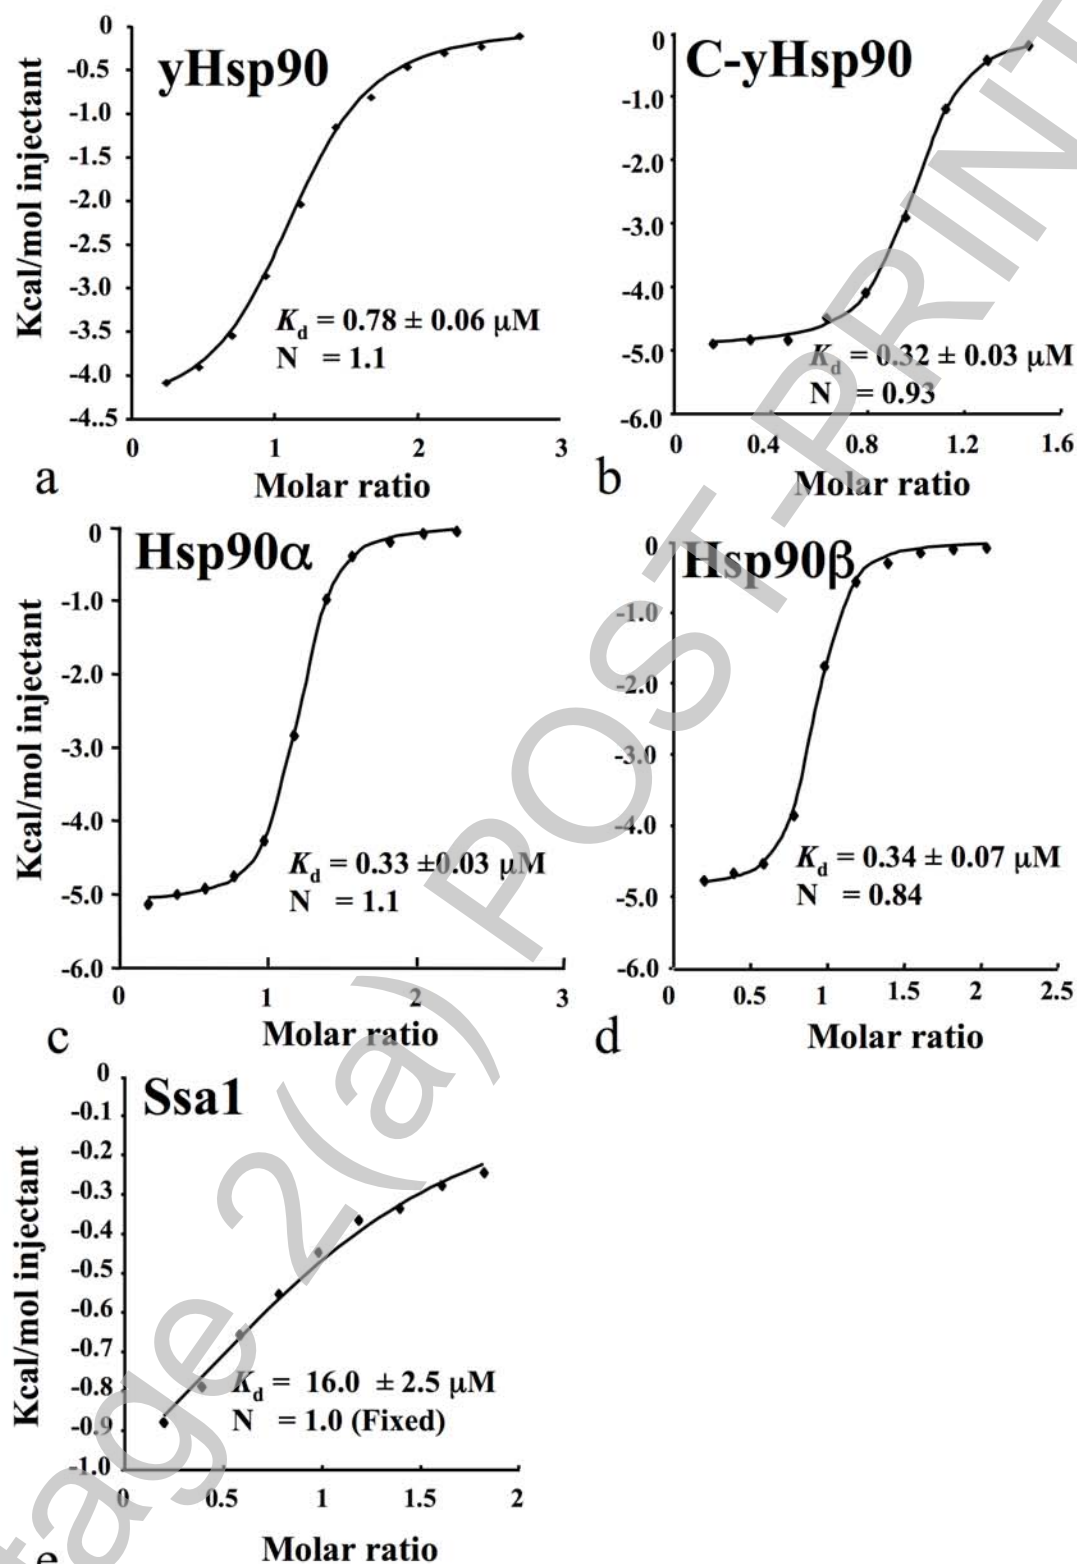 yHsp90
Kcal/mol injectant
0
-0.5
-1.0
-1.5
-2.0
-2.5
-3.0
-3.5
-4.0
-4..5
Kd = 0.78 ± 0.06 µM
N = 1.1
0 1 2 3
Molar ratio
a
C-yHsp90
0
-1.0
-2.0
-3.0
-4.0
-5.0
-6.0
Kd = 0.32 ± 0.03 µM
N = 0.93
0 0.4 0.8 1.2 1.6
Molar ratio
b
Hsp90α
Kcal/mol injectant
0
-1.0
-2.0
-3.0
-4.0
-5.0
-6.0
Kd = 0.33 ±0.03 µM
N = 1.1
0 1 2 3
Molar ratio
c
Hsp90β
0
-1.0
-2.0
-3.0
-4.0
-5.0
-6.0
Kd = 0.34 ± 0.07 µM
N = 0.84
0 0.5 1 1.5 2 2.5
Molar ratio
d
Ssa1
Kcal/mol injectant
0
-0.1
-0.2
-0.3
-0.4
-0.5
-0.6
-0.7
-0.8
-0.9
-1.0
Kd = 16.0 ± 2.5 µM
N = 1.0 (Fixed)
0 0.5 1 1.5 2
Molar ratio
e
tage 2(a) POST-PRINT